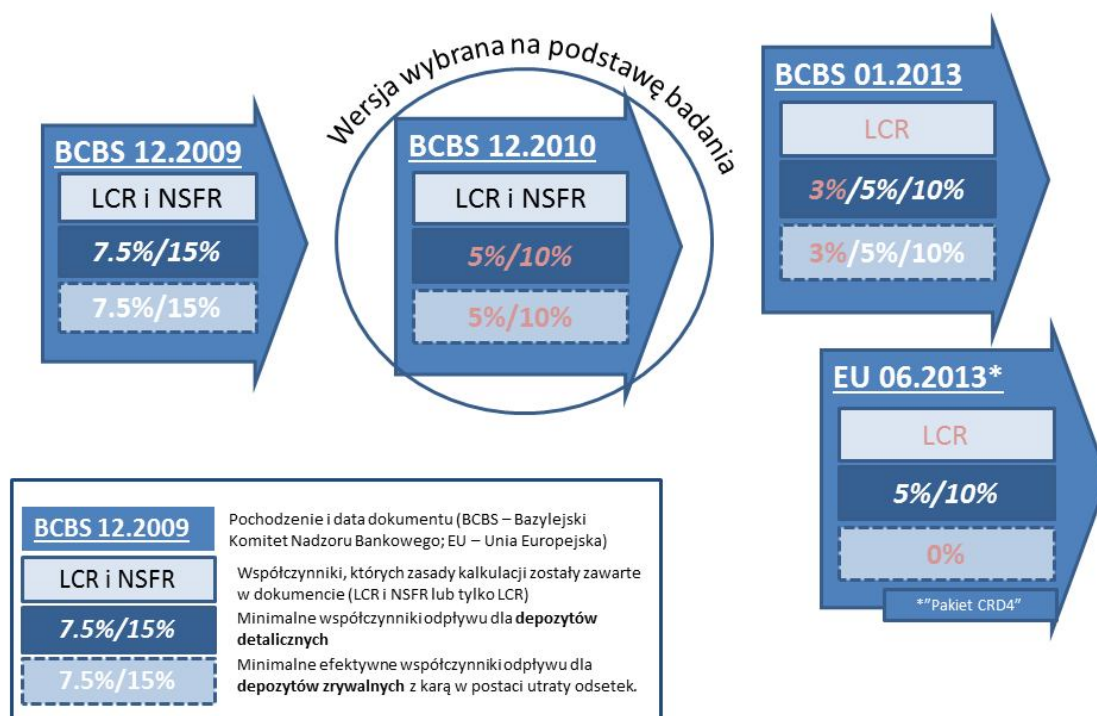 Wersja wybrana na podstawę badania
BCBS 12.2009
LCR i NSFR
7.5%/15%
7.5%/15%
BCBS 12.2010
LCR i NSFR
5%/10%
5%/10%
BCBS 01.2013
LCR
3%/5%/10%
3%/5%/10%
EU 06.2013*
LCR
5%/10%
0%
*"Pakiet CRD4"
BCBS 12.2009
Pochodzenie i data dokumentu (BCBS – Bazylejski
Komitet Nadzoru Bankowego; EU – Unia Europejska)
LCR i NSFR
Współczynniki, których zasady kalkulacji zostały zawarte
w dokumencie (LCR i NSFR lub tylko LCR)
7.5%/15%
Minimalne współczynniki odpływu dla depozytów
detalicznych
7.5%/15%
Minimalne efektywne współczynniki odpływu dla
depozytów zrywalnych z karą w postaci utraty odsetek.